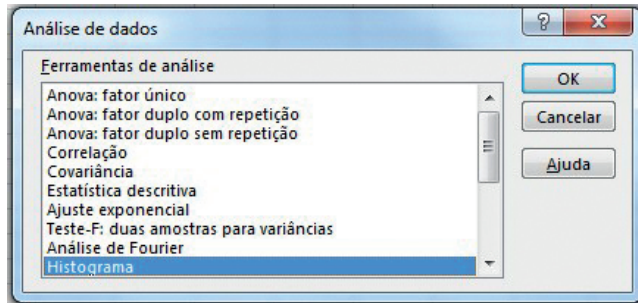 Análise de dados
Ferramentas de análise
Anova: fator único
Anova: fator duplo com repetição
Anova: fator duplo sem repetição
Correlação
Covariância
Estatística descritiva
Ajuste exponencial
Teste-F: duas amostras para variâncias
Análise de Fourier
Histograma
OK
Cancelar
Ajuda